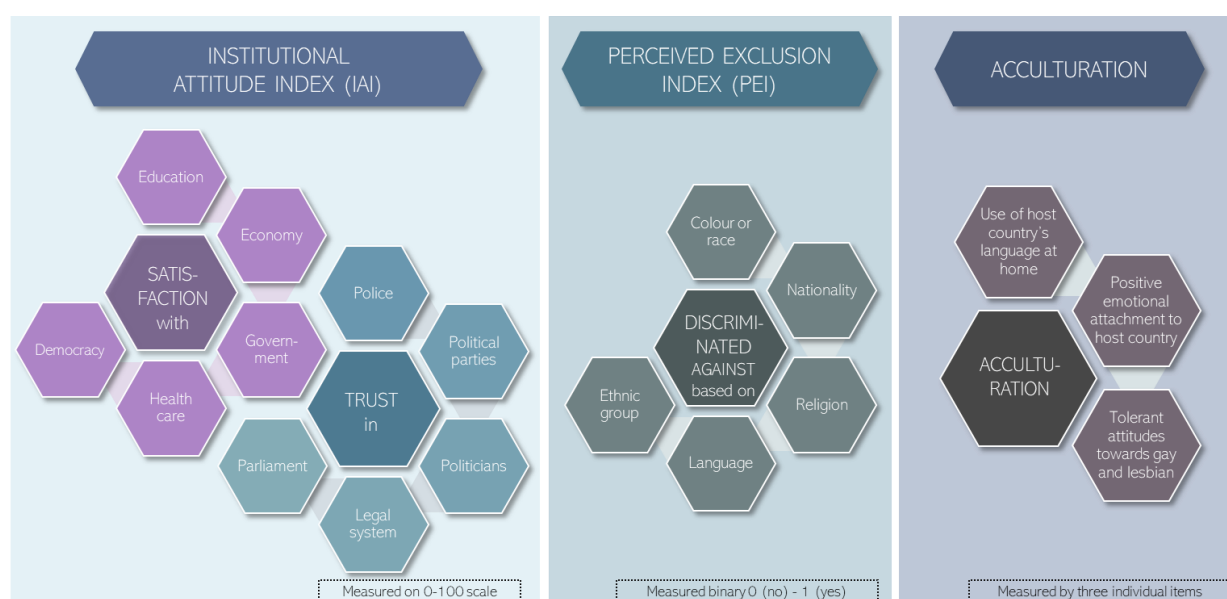 INSTITUTIONAL
ATTITUDE INDEX (IAI)
Education
Economy
SATIS-
FACTION
with
Democracy
Govern-
ment
Health
care
Police
Political
parties
TRUST
in
Parliament
Politicians
Legal
system
Measured on 0-100 scale
PERCEIVED EXCLUSION
INDEX (PEI)
Colour or
race
Nationality
DISCRIMI-
NATED
AGAINST
based on
Ethnic
group
Religion
Language
Measured binary 0 (no) - 1 (yes)
ACCULTURATION
Use of host
country's
language at
home
Positive
emotional
attachment to
host country
ACCULTU-
RATION
Tolerant
attitudes
towards gay
and lesbian
Measured by three individual items